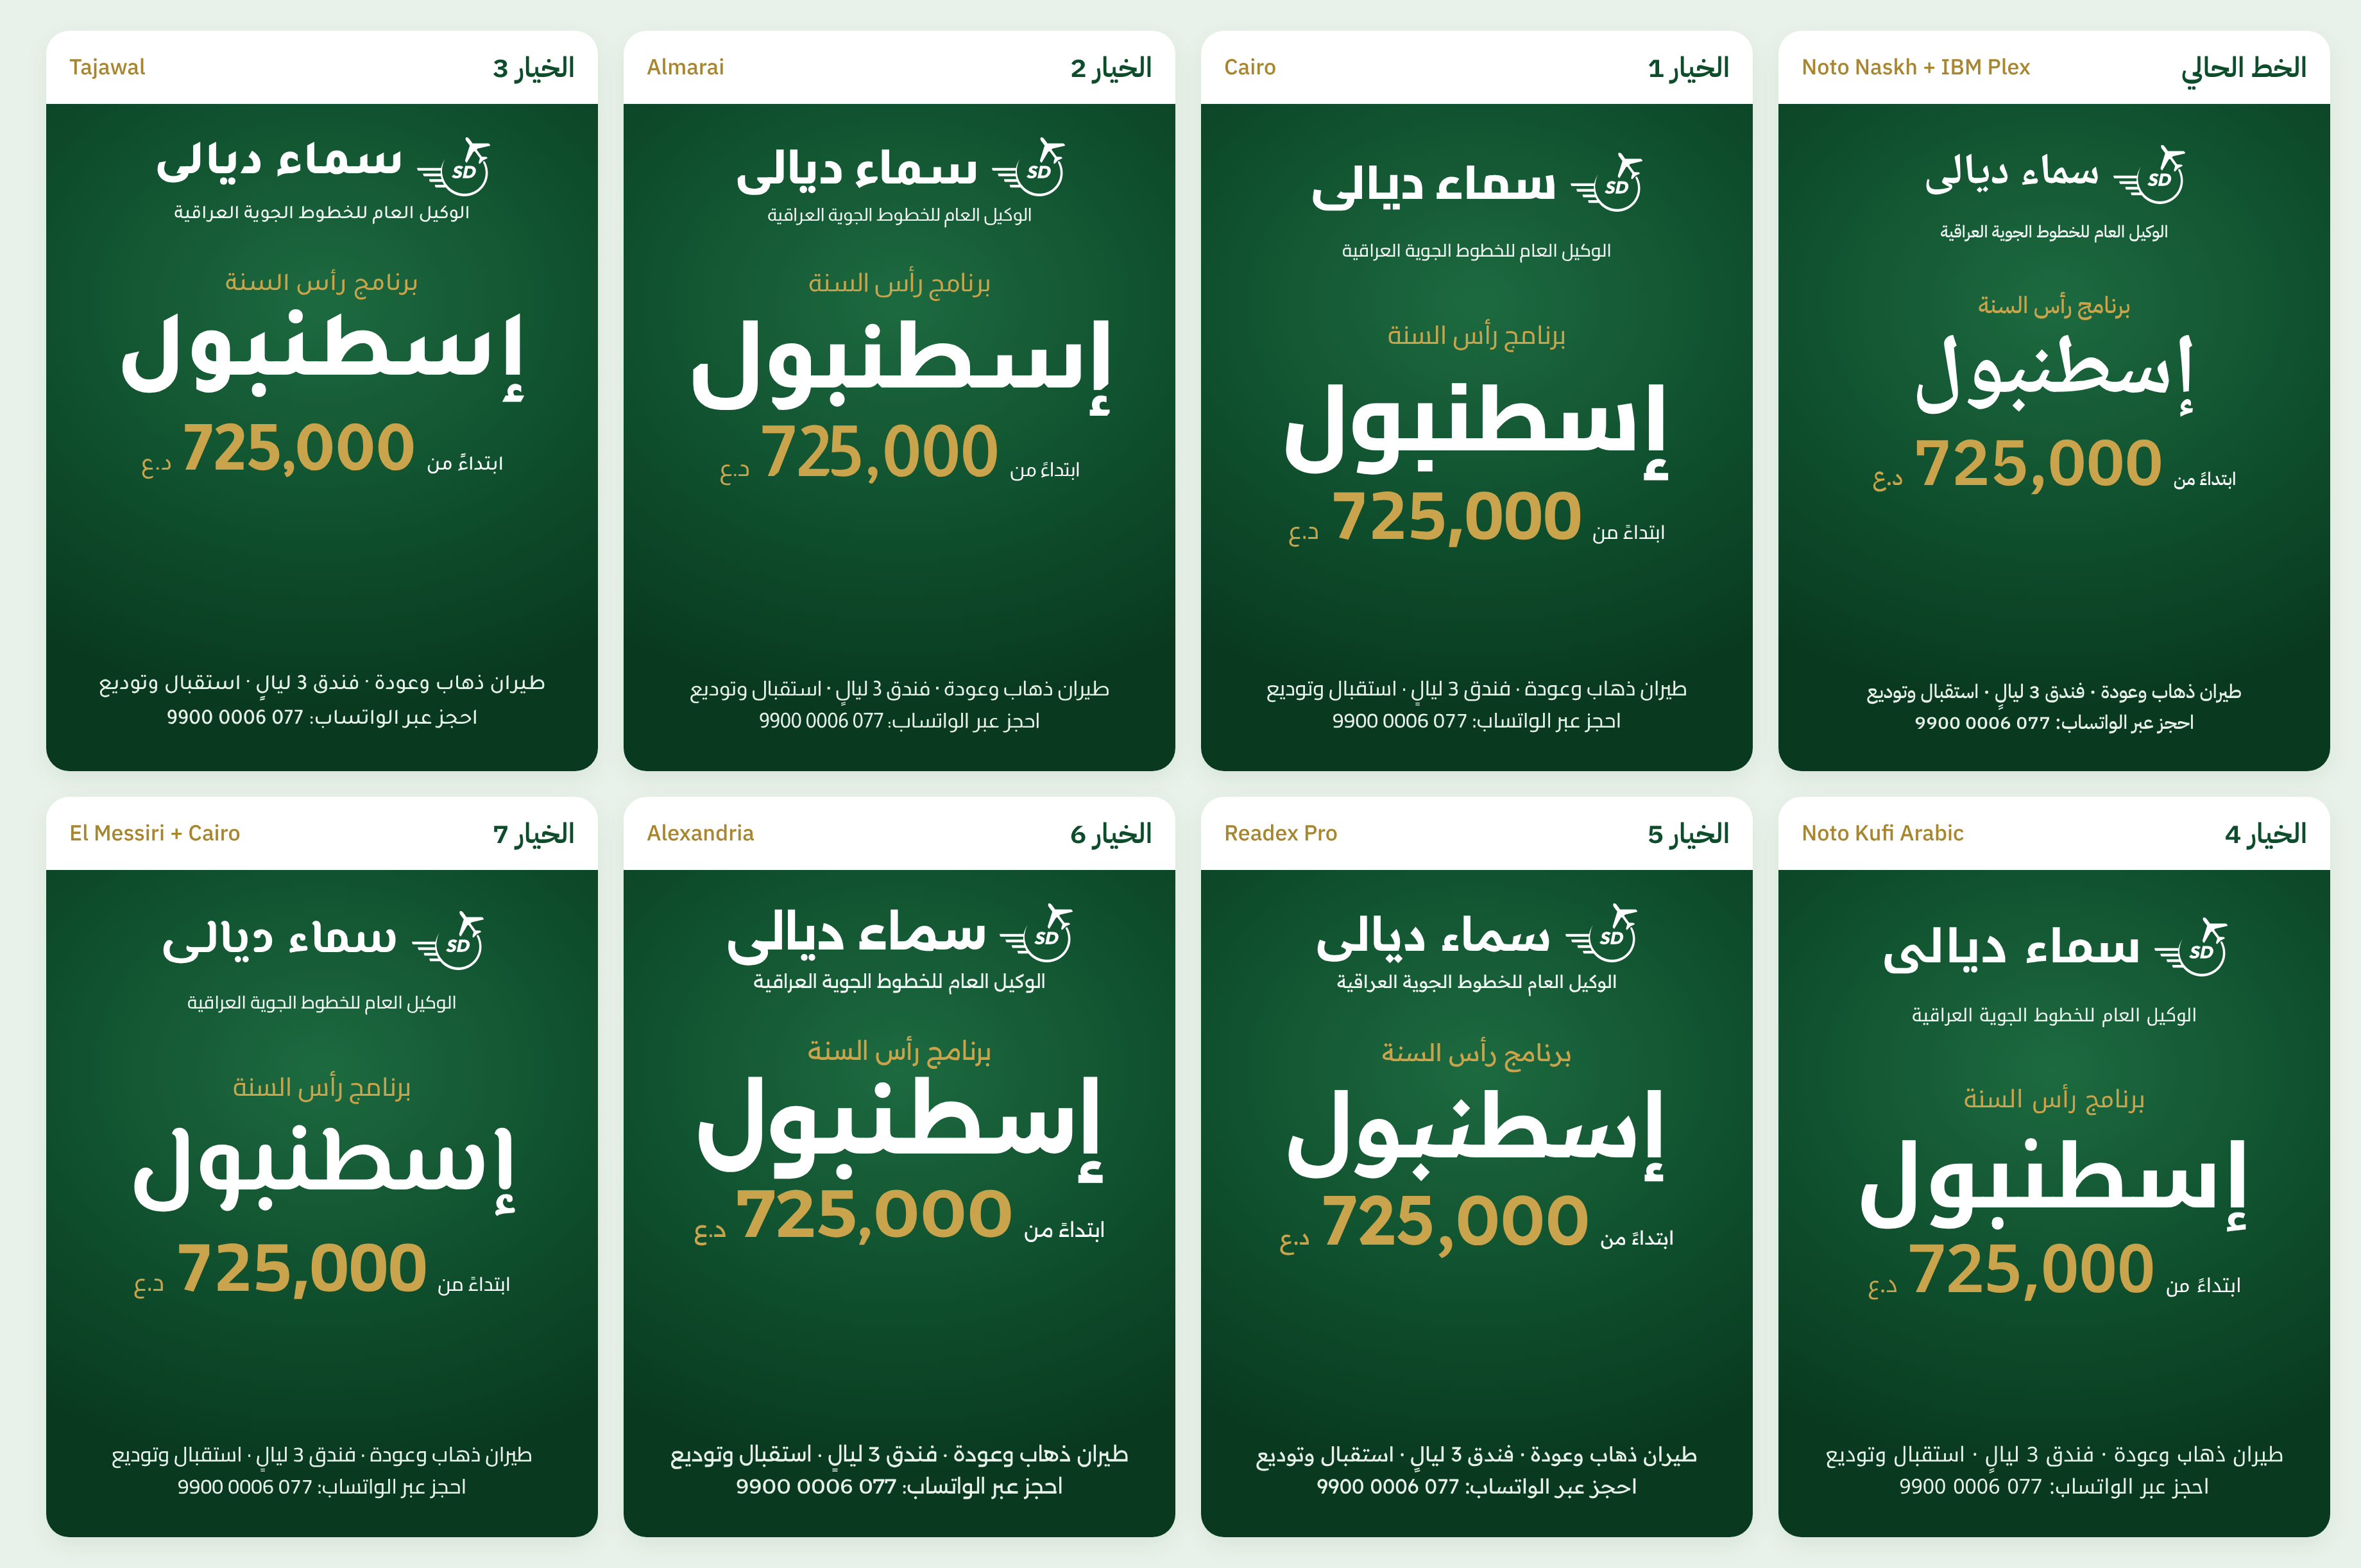 الخط الحالي
Noto Naskh + IBM Plex
سماء ديالى
SD
الوكيل العام للخطوط الجوية العراقية
برنامج رأس السنة
إسطنبول
ابتداءً من 725,000 د.ع
طيران ذهاب وعودة · فندق 3 ليالٍ · استقبال وتوديع
احجز عبر الواتساب: 077 0006 9900
الخيار 1
Cairo
سماء ديالى
SD
الوكيل العام للخطوط الجوية العراقية
برنامج رأس السنة
إسطنبول
ابتداءً من 725,000 د.ع
طيران ذهاب وعودة · فندق 3 ليالٍ · استقبال وتوديع
احجز عبر الواتساب: 077 0006 9900
الخيار 2
Almarai
سماء ديالى
SD
الوكيل العام للخطوط الجوية العراقية
برنامج رأس السنة
إسطنبول
ابتداءً من 725,000 د.ع
طيران ذهاب وعودة · فندق 3 ليالٍ · استقبال وتوديع
احجز عبر الواتساب: 077 0006 9900
الخيار 3
Tajawal
سماء ديالى
SD
الوكيل العام للخطوط الجوية العراقية
برنامج رأس السنة
إسطنبول
ابتداءً من 725,000 د.ع
طيران ذهاب وعودة · فندق 3 ليالٍ · استقبال وتوديع
احجز عبر الواتساب: 077 0006 9900
الخيار 4
Noto Kufi Arabic
سماء ديالى
SD
الوكيل العام للخطوط الجوية العراقية
برنامج رأس السنة
إسطنبول
ابتداءً من 725,000 د.ع
طيران ذهاب وعودة · فندق 3 ليالٍ · استقبال وتوديع
احجز عبر الواتساب: 077 0006 9900
الخيار 5
Readex Pro
سماء ديالى
SD
الوكيل العام للخطوط الجوية العراقية
برنامج رأس السنة
إسطنبول
ابتداءً من 725,000 د.ع
طيران ذهاب وعودة · فندق 3 ليالٍ · استقبال وتوديع
احجز عبر الواتساب: 077 0006 9900
الخيار 6
Alexandria
سماء ديالى
SD
الوكيل العام للخطوط الجوية العراقية
برنامج رأس السنة
إسطنبول
ابتداءً من 725,000 د.ع
طيران ذهاب وعودة · فندق 3 ليالٍ · استقبال وتوديع
احجز عبر الواتساب: 077 0006 9900
الخيار 7
El Messiri + Cairo
سماء ديالى
SD
الوكيل العام للخطوط الجوية العراقية
برنامج رأس السنة
إسطنبول
ابتداءً من 725,000 د.ع
طيران ذهاب وعودة · فندق 3 ليالٍ · استقبال وتوديع
احجز عبر الواتساب: 077 0006 9900